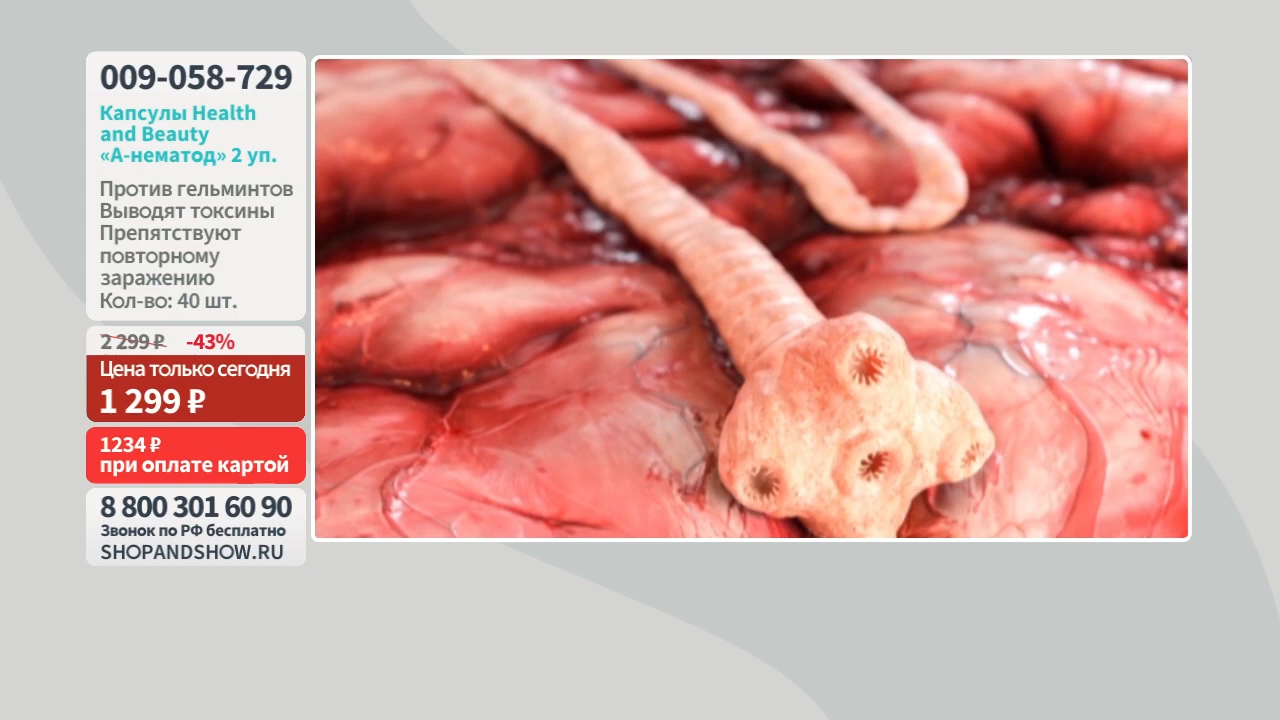 009-058-729
Капсулы Health
and Beauty
«А-нематод» 2 уп.
Против гельминтов
Выводят токсины
Препятствуют
повторному
заражению
Кол-во: 40 шт.
2 299 ₽ -43%
Цена только сегодня
1 299 ₽
1234 ₽
при оплате картой
8 800 301 60 90
Звонок по РФ бесплатно
SHOPANDSHOW.RU